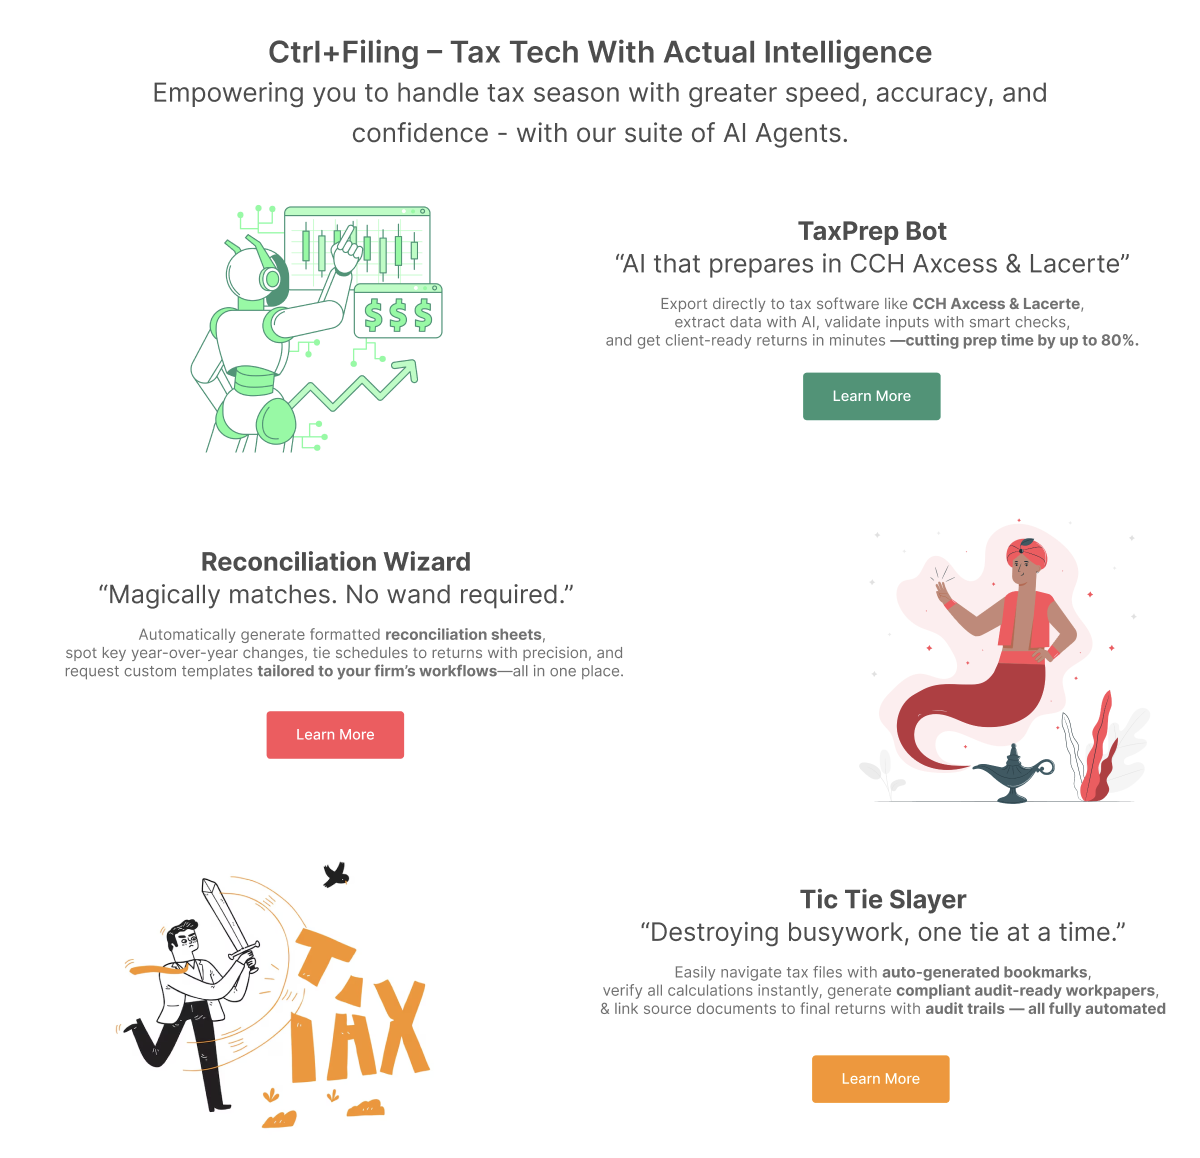 Ctrl+Filing – Tax Tech With Actual Intelligence
Empowering you to handle tax season with greater speed, accuracy, and
confidence - with our suite of AI Agents.
$ $ $
TaxPrep Bot
“AI that prepares in CCH Axcess & Lacerte”
Export directly to tax software like CCH Axcess & Lacerte,
extract data with AI, validate inputs with smart checks,
and get client-ready returns in minutes —cutting prep time by up to 80%.
Learn More
Reconciliation Wizard
“Magically matches. No wand required.”
Automatically generate formatted reconciliation sheets,
spot key year-over-year changes, tie schedules to returns with precision, and
request custom templates tailored to your firm’s workflows—all in one place.
Learn More
TAX
Tic Tie Slayer
“Destroying busywork, one tie at a time.”
Easily navigate tax files with auto-generated bookmarks,
verify all calculations instantly, generate compliant audit-ready workpapers,
& link source documents to final returns with audit trails — all fully automated
Learn More